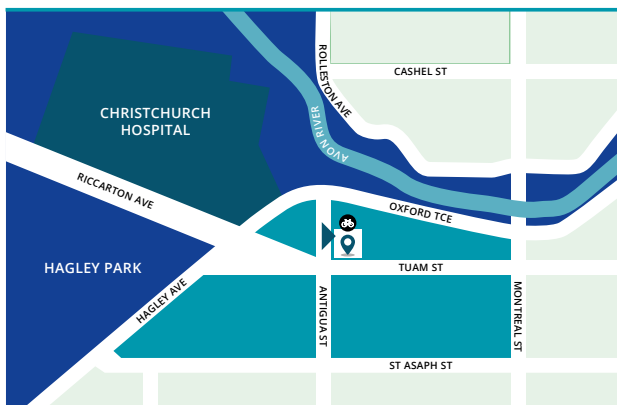 ROLLESTON AVE
CASHEL ST
CHRISTCHURCH
HOSPITAL
AVON RIVER
RICCARTON AVE
OXFORD TCE
HAGLEY PARK
TUAM ST
HAGLEY AVE
ANTIGUA ST
MONTREAL ST
ST ASAPH ST